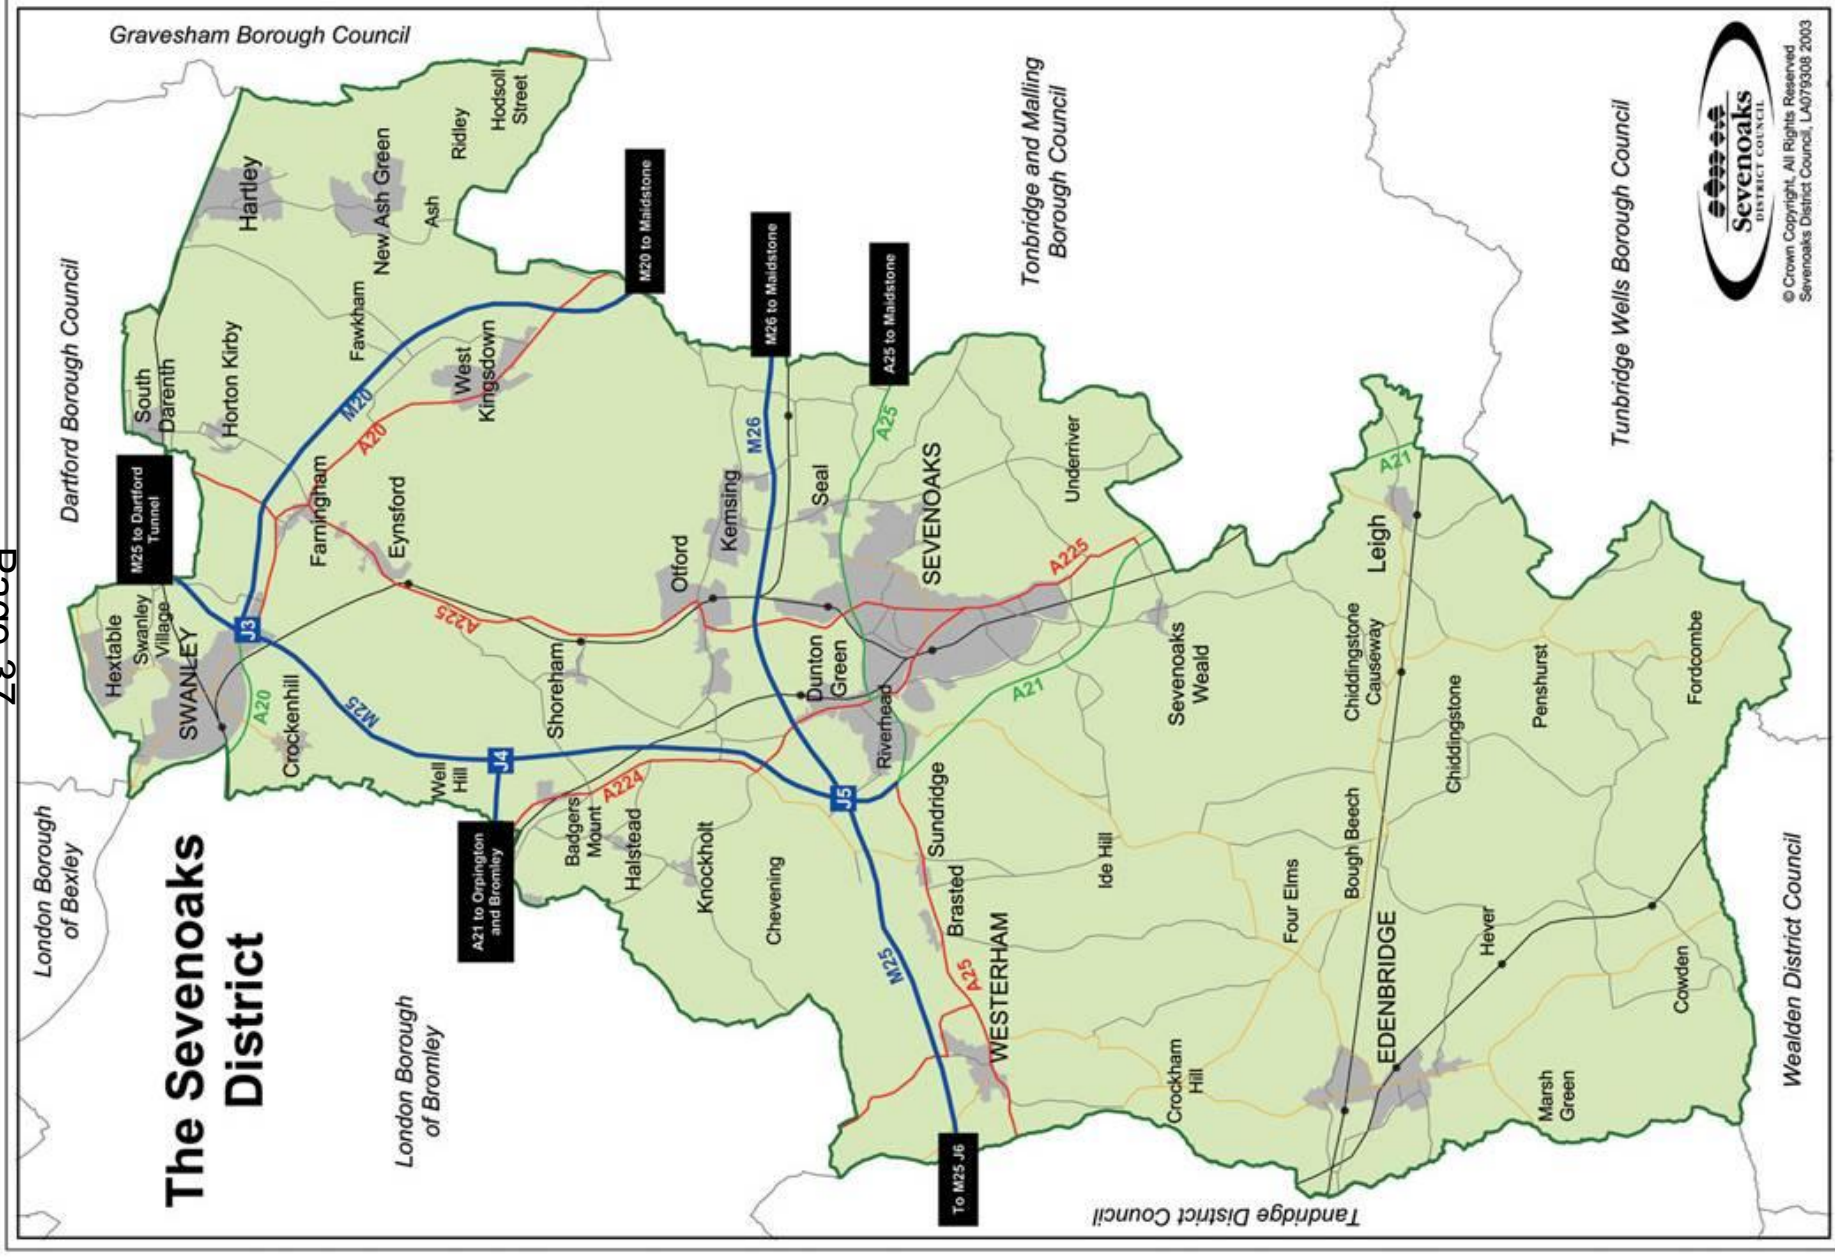 The Sevenoaks
District
London Borough
of Bexley
Dartford Borough Council
Gravesham Borough Council
London Borough
of Bromley
Hextable
Swanley
Village
SWANLEY
M25 to Dartford
Tunnel
South
Darenth
Horton Kirby
Hartley
J3
A20
Crockenhill
M25
Farningham
Fawkham
M20
A20
New Ash Green
Ash
Ridley
Hodsoll
Street
Eynsford
West
Kingsdown
Well
Hill
A225
J4
A21 to Orpington
and Bromley
Shoreham
M20 to Maidstone
Badgers
Mount
A224
Halstead
Otford
Kemsing
Knockholt
M26
M26 to Maidstone
Chevening
Dunton
Green
Seal
J5
Riverhead
A25
A25 to Maidstone
M25
Sundridge
SEVENOAKS
Brasted
A25
WESTERHAM
To M25 J6
A21
A225
Underriver
Tonbridge and Malling
Borough Council
Ide Hill
Crockham
Hill
Sevenoaks
Weald
Four Elms
Bough Beech
Chiddingstone
Causeway
Leigh
A21
EDENBRIDGE
Chiddingstone
Hever
Marsh
Green
Penshurst
Cowden
Fordcombe
Tandridge District Council
Tunbridge Wells Borough Council
Wealden District Council
Sevenoaks
DISTRICT COUNCIL
© Crown Copyright, All Rights Reserved
Sevenoaks District Council, LA079308 2003